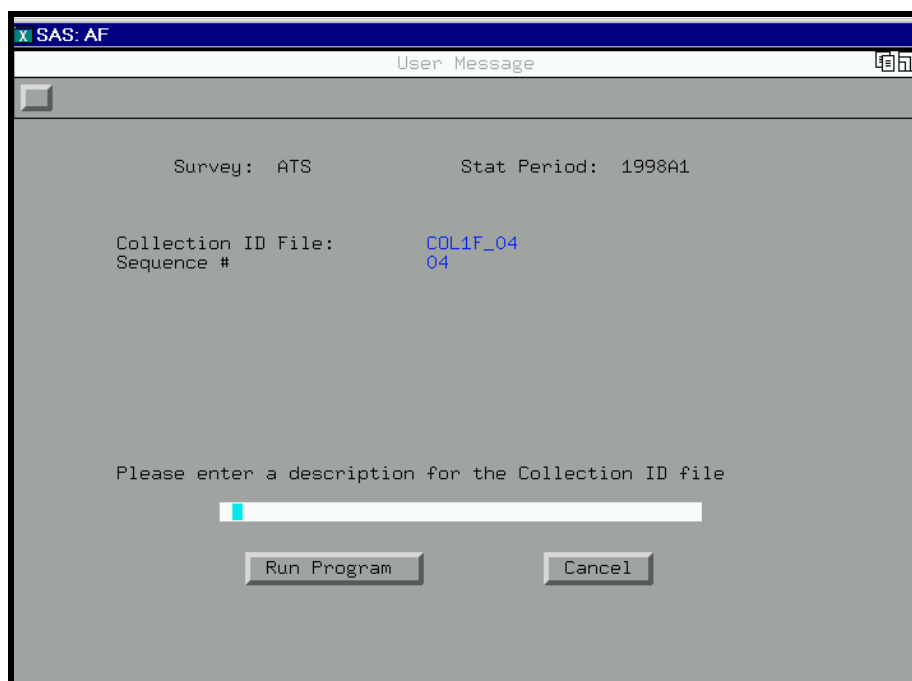 X SAS: AF
User Message
Survey: ATS Stat Period: 1998A1
Collection ID File: COL1F_04
Sequence # 04
Please enter a description for the Collection ID file
Run Program Cancel